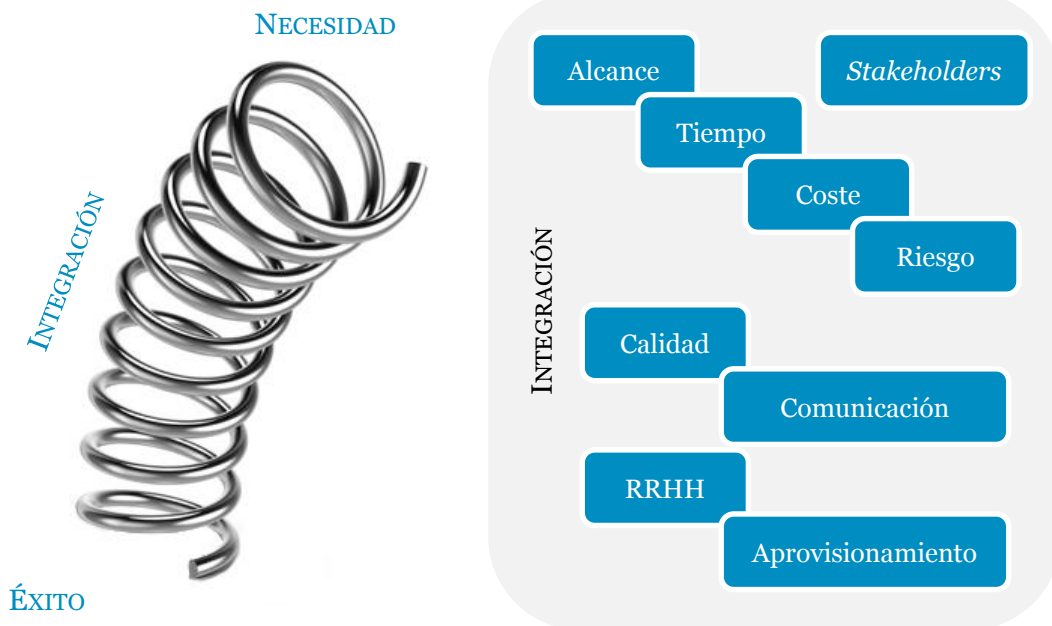 NECESIDAD
INTEGRACIÓN
ÉXITO
Alcance
Stakeholders
Tiempo
Coste
Riesgo
INTEGRACIÓN
Calidad
Comunicación
RRHH
Aprovisionamiento